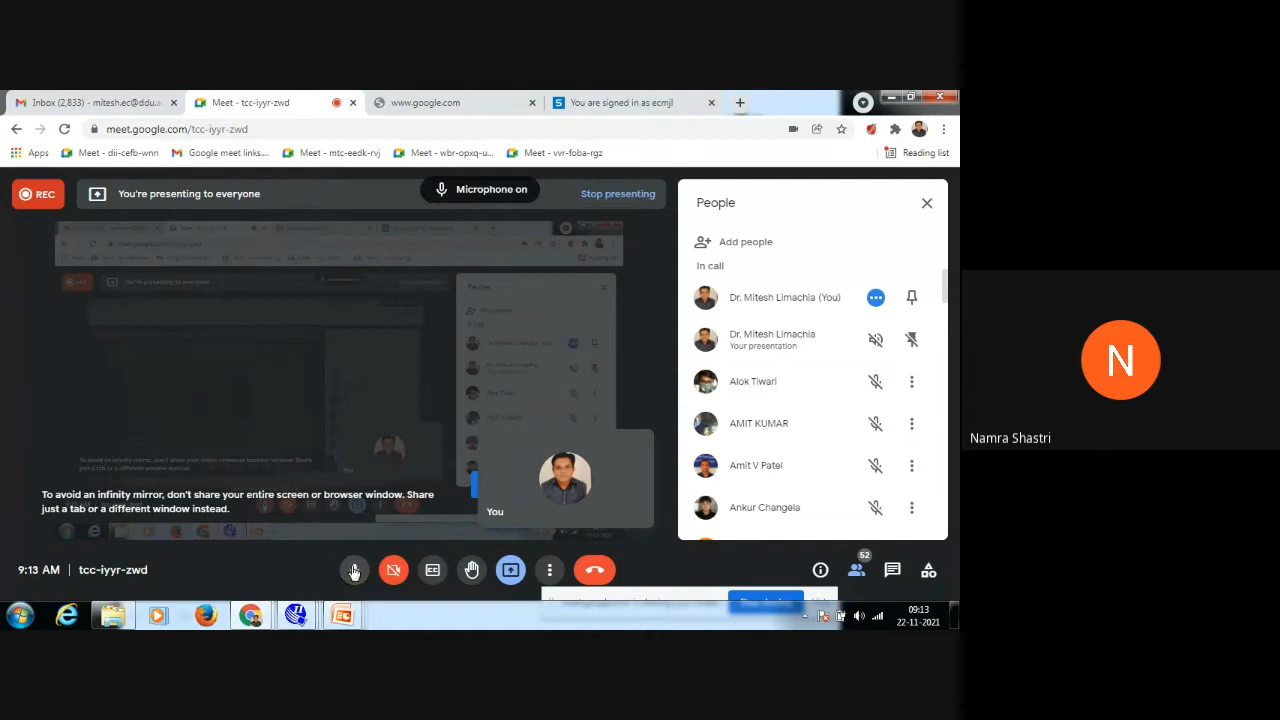 Inbox (2,833) - mitesh.ec@ddu.a
Meet - tcc-iyyr-zwd
www.google.com
You are signed in as ecmjl
meet.google.com/tcc-iyyr-zwd
Apps
Meet - dii-cefb-wnn
Google meet links....
Meet - mtc-eedk-rvj
Meet - wbr-opxq-u...
Meet - vvr-foba-rgz
Reading list
REC
You're presenting to everyone
Microphone on
Stop presenting
People
Add people
In call
Dr. Mitesh Limachia (You)
Dr. Mitesh Limachia
Your presentation
Alok Tiwari
AMIT KUMAR
Amit V Patel
Ankur Changela
To avoid an infinity mirror, don't share your entire screen or browser window. Share
just a tab or a different window instead.
You
9:13 AM | tcc-iyyr-zwd
52
09:13
22-11-2021
N
Namra Shastri